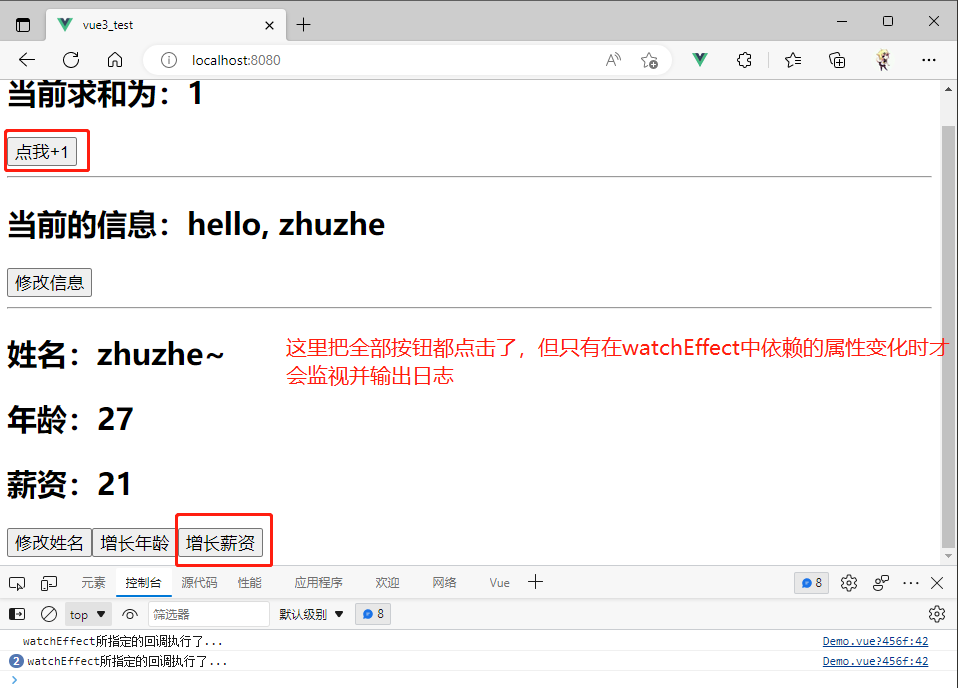 vue3_test
localhost:8080
当前求和为：1
点我+1
当前的信息：hello, zhuzhe
修改信息
姓名：zhuzhe~
这里把全部按钮都点击了，但只有在watchEffect中依赖的属性变化时才
会监视并输出日志
年龄：27
薪资：21
修改姓名 增长年龄 增长薪资
元素 控制台 源代码 性能 应用程序 欢迎 网络 Vue 8
top 筛选器 默认级别 8
watchEffect所指定的回调执行了... Demo.vue?456f:42
2 watchEffect所指定的回调执行了... Demo.vue?456f:42